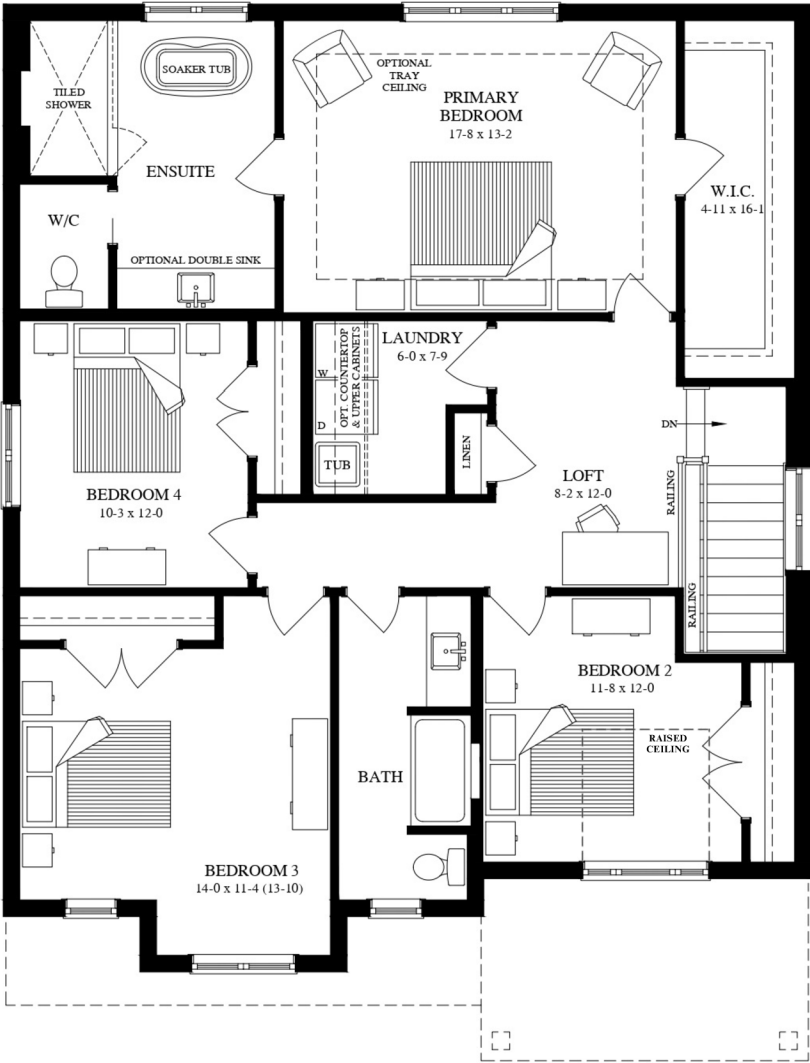 SOAKER TUB
TILED
SHOWER
ENSUITE
W/C
OPTIONAL DOUBLE SINK
OPTIONAL
TRAY
CEILING
PRIMARY
BEDROOM
17-8 x 13-2
W.I.C.
4-11 x 16-1
LAUNDRY
6-0 x 7-9
W
D
OPT. COUNTERTOP
& UPPER CABINETS
TUB
LINEN
BEDROOM 4
10-3 x 12-0
LOFT
8-2 x 12-0
DN
RAILING
RAILING
BEDROOM 2
11-8 x 12-0
RAISED
CEILING
BATH
BEDROOM 3
14-0 x 11-4 (13-10)